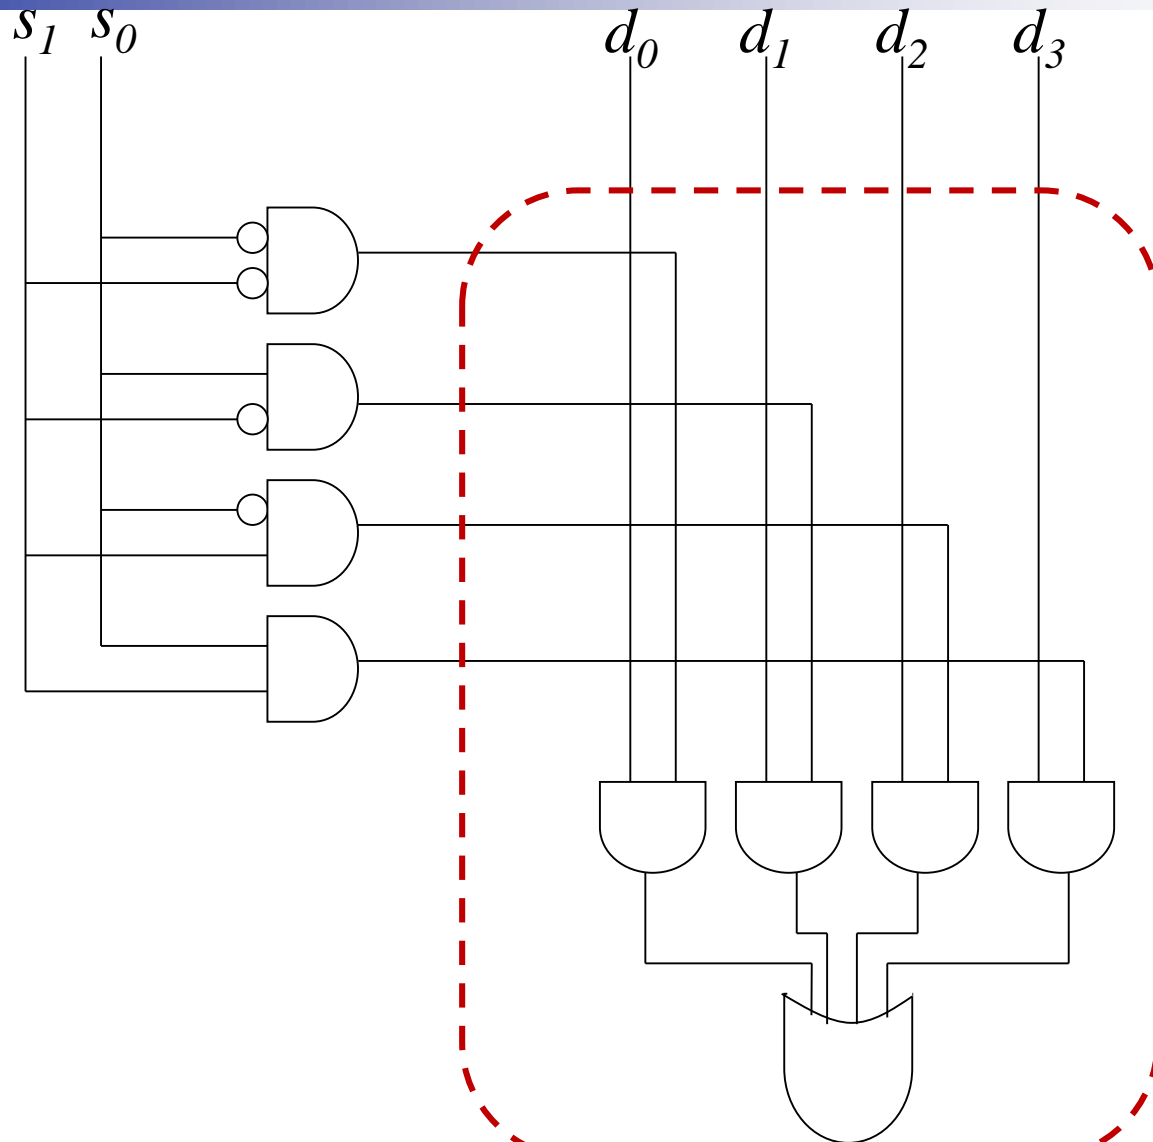 s₁ s₀ d₀ d₁ d₂ d₃